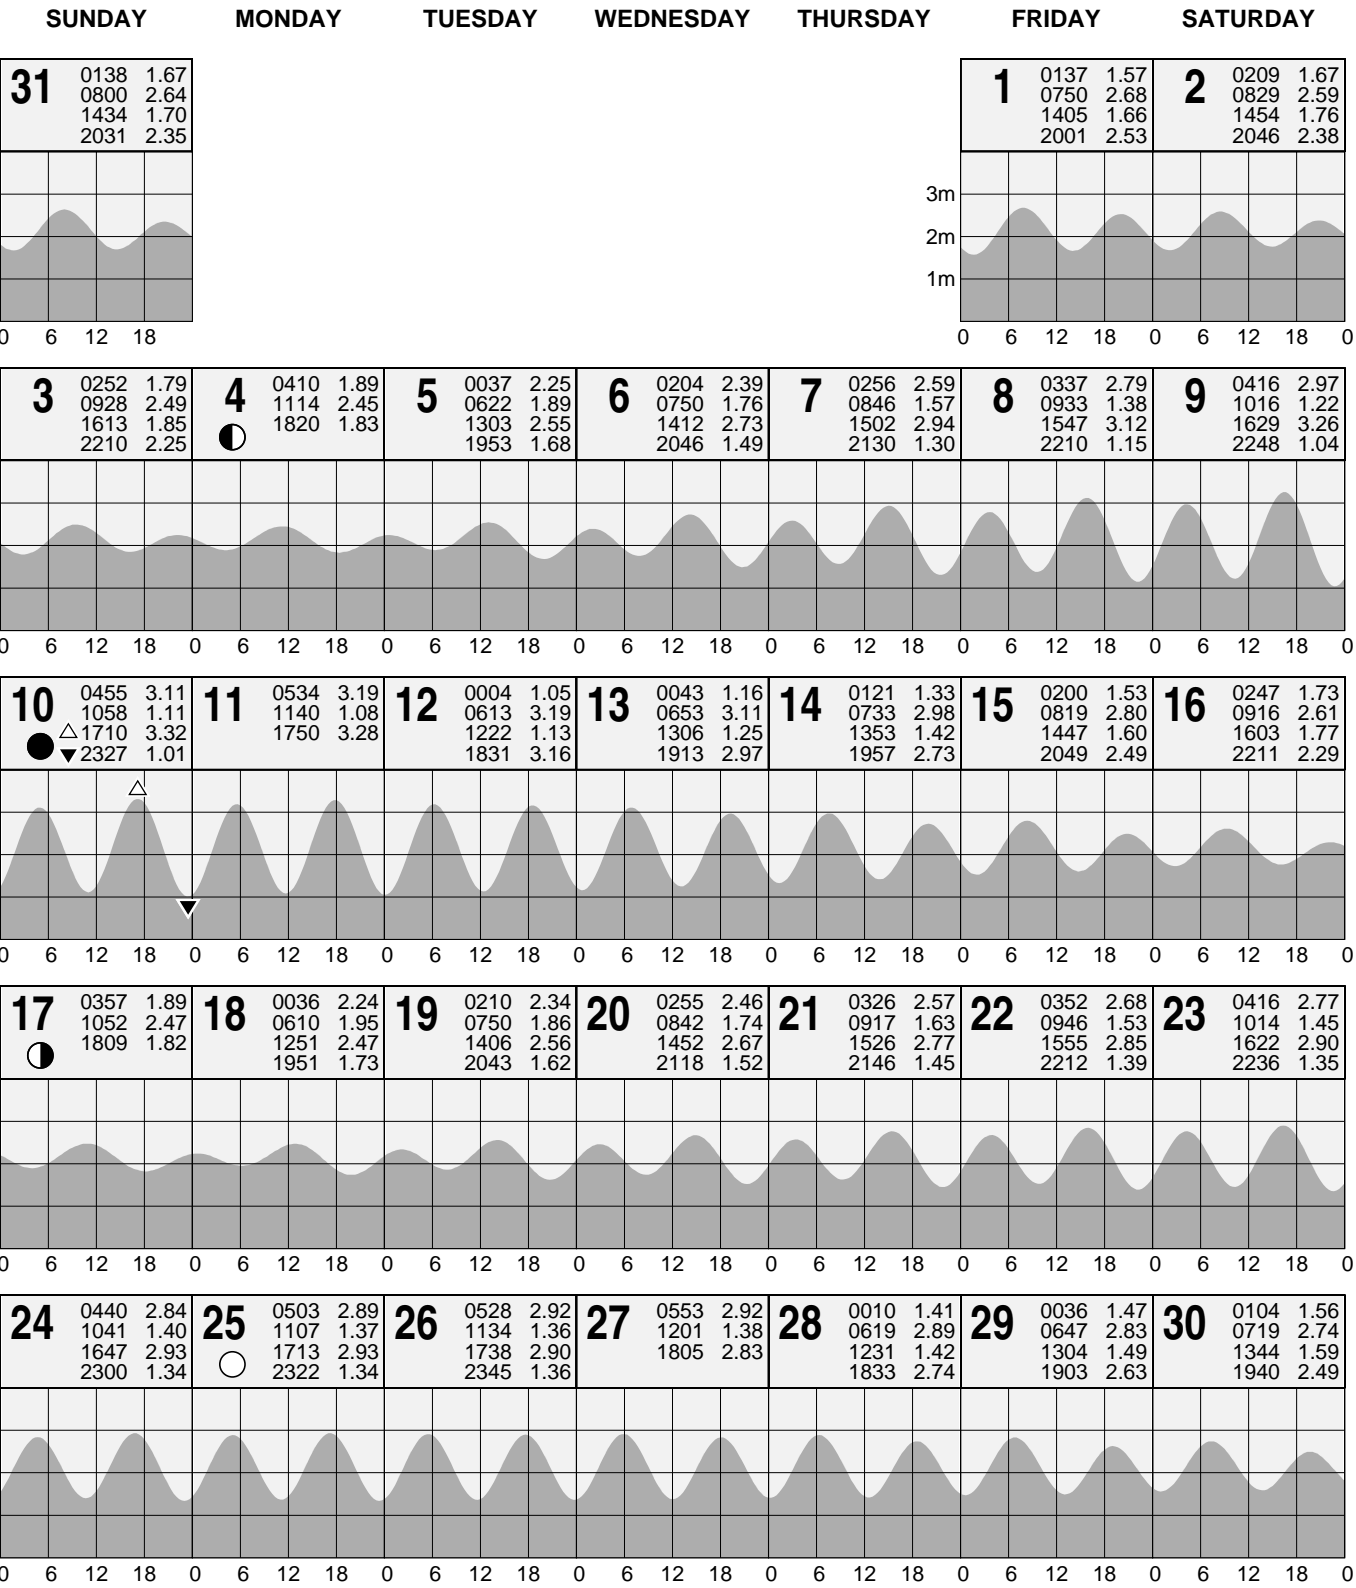 SUNDAY MONDAY TUESDAY WEDNESDAY THURSDAY FRIDAY SATURDAY
31 0138 1.67 1 0137 1.57 2 0209 1.67
0800 2.64 0750 2.68 0829 2.59
1434 1.70 1405 1.66 1454 1.76
2031 2.35 2001 2.53 2046 2.38
3m
2m
1m
0 6 12 18 0 6 12 18 0 6 12 18 0
3 0252 1.79 4 0410 1.89 5 0037 2.25 6 0204 2.39 7 0256 2.59 8 0337 2.79 9 0416 2.97
0928 2.49 1114 2.45 0622 1.89 0750 1.76 0846 1.57 0933 1.38 1016 1.22
1613 1.85 1820 1.83 1303 2.55 1412 2.73 1502 2.94 1547 3.12 1629 3.26
2210 2.25 1953 1.68 2046 1.49 2130 1.30 2210 1.15 2248 1.04
0 6 12 18 0 6 12 18 0 6 12 18 0 6 12 18 0 6 12 18 0 6 12 18 0 6 12 18 0
10 0455 3.11 11 0534 3.19 12 0004 1.05 13 0043 1.16 14 0121 1.33 15 0200 1.53 16 0247 1.73
1058 1.11 1140 1.08 0613 3.19 0653 3.11 0733 2.98 0819 2.80 0916 2.61
1710 3.32 1750 3.28 1222 1.13 1306 1.25 1353 1.42 1447 1.60 1603 1.77
2327 1.01 1831 3.16 1913 2.97 1957 2.73 2049 2.49 2211 2.29
0 6 12 18 0 6 12 18 0 6 12 18 0 6 12 18 0 6 12 18 0 6 12 18 0 6 12 18 0
17 0357 1.89 18 0036 2.24 19 0210 2.34 20 0255 2.46 21 0326 2.57 22 0352 2.68 23 0416 2.77
1052 2.47 0610 1.95 0750 1.86 0842 1.74 0917 1.63 0946 1.53 1014 1.45
1809 1.82 1251 2.47 1406 2.56 1452 2.67 1526 2.77 1555 2.85 1622 2.90
1951 1.73 2043 1.62 2118 1.52 2146 1.45 2212 1.39 2236 1.35
0 6 12 18 0 6 12 18 0 6 12 18 0 6 12 18 0 6 12 18 0 6 12 18 0 6 12 18 0
24 0440 2.84 25 0503 2.89 26 0528 2.92 27 0553 2.92 28 0010 1.41 29 0036 1.47 30 0104 1.56
1041 1.40 1107 1.37 1134 1.36 1201 1.38 0619 2.89 0647 2.83 0719 2.74
1647 2.93 1713 2.93 1738 2.90 1805 2.83 1231 1.42 1304 1.49 1344 1.59
2300 1.34 2322 1.34 2345 1.36 1833 2.74 1903 2.63 1940 2.49
0 6 12 18 0 6 12 18 0 6 12 18 0 6 12 18 0 6 12 18 0 6 12 18 0 6 12 18 0